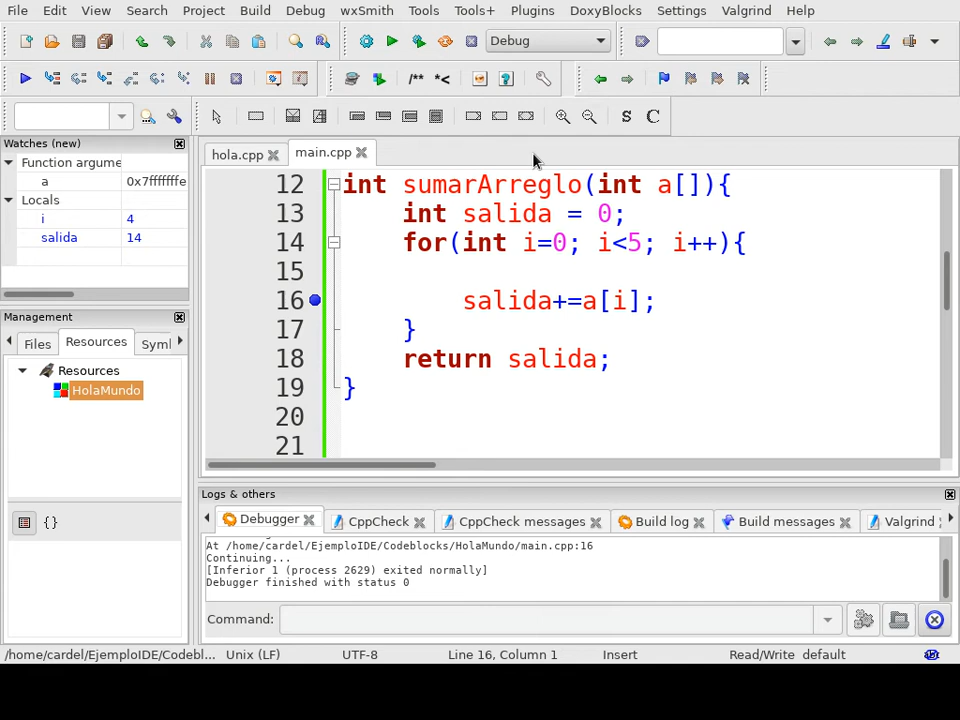 File Edit View Search Project Build Debug wxSmith Tools Tools+ Plugins DoxyBlocks Settings Valgrind Help
Debug
/** *<
S C
Watches (new)
Function argume
a 0x7ffffffe
Locals
i 4
salida 14
Management
Files Resources Symb
Resources
HolaMundo
{}
hola.cpp main.cpp
12 int sumarArreglo(int a[]){
13 int salida = 0;
14 for(int i=0; i<5; i++){
15
16 salida+=a[i];
17 }
18 return salida;
19 }
20
21
Logs & others
Debugger CppCheck CppCheck messages Build log Build messages Valgrind
At /home/cardel/EjemploIDE/Codeblocks/HolaMundo/main.cpp:16
Continuing...
[Inferior 1 (process 2629) exited normally]
Debugger finished with status 0
Command:
/home/cardel/EjemploIDE/Codebl... Unix (LF) UTF-8 Line 16, Column 1 Insert Read/Write default